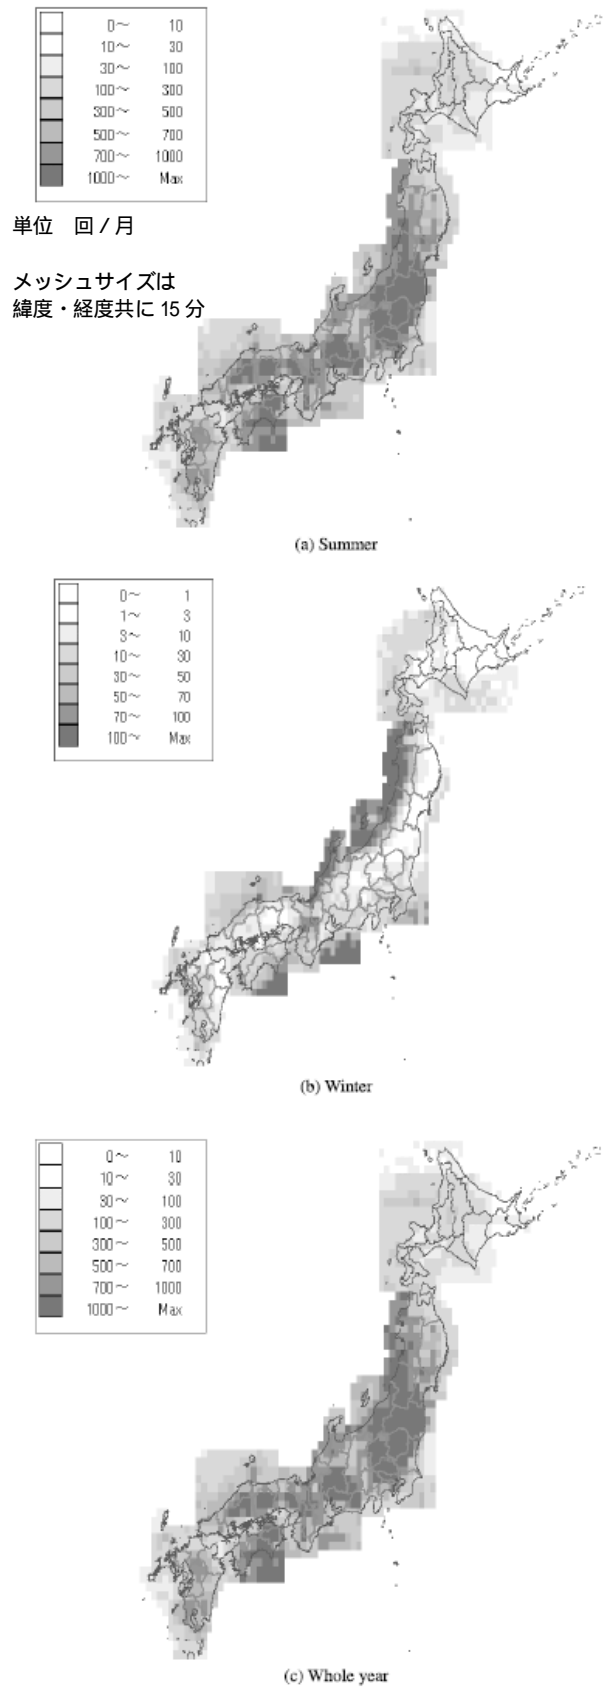 0～ 10
10～ 30
30～ 100
100～ 300
300～ 500
500～ 700
700～ 1000
1000～ Max
単位 回 / 月
メッシュサイズは
緯度・経度共に 15 分
(a) Summer
0～ 1
1～ 3
3～ 10
10～ 30
30～ 50
50～ 70
70～ 100
100～ Max
(b) Winter
0～ 10
10～ 30
30～ 100
100～ 300
300～ 500
500～ 700
700～ 1000
1000～ Max
(c) Whole year